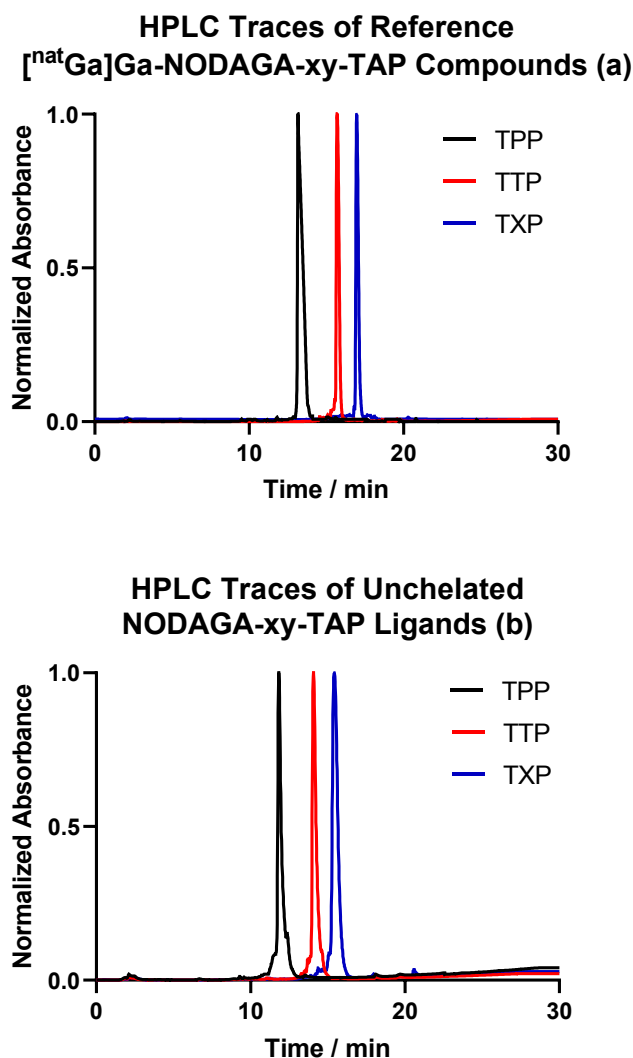 HPLC Traces of Reference
[natGa]Ga-NODAGA-xy-TAP Compounds (a)
1.0
TPP
TTP
TXP
0.5
Normalized Absorbance
0.0
0
10
20
30
Time / min
HPLC Traces of Unchelated
NODAGA-xy-TAP Ligands (b)
1.0
TPP
TTP
TXP
0.5
Normalized Absorbance
0.0
0
10
20
30
Time / min